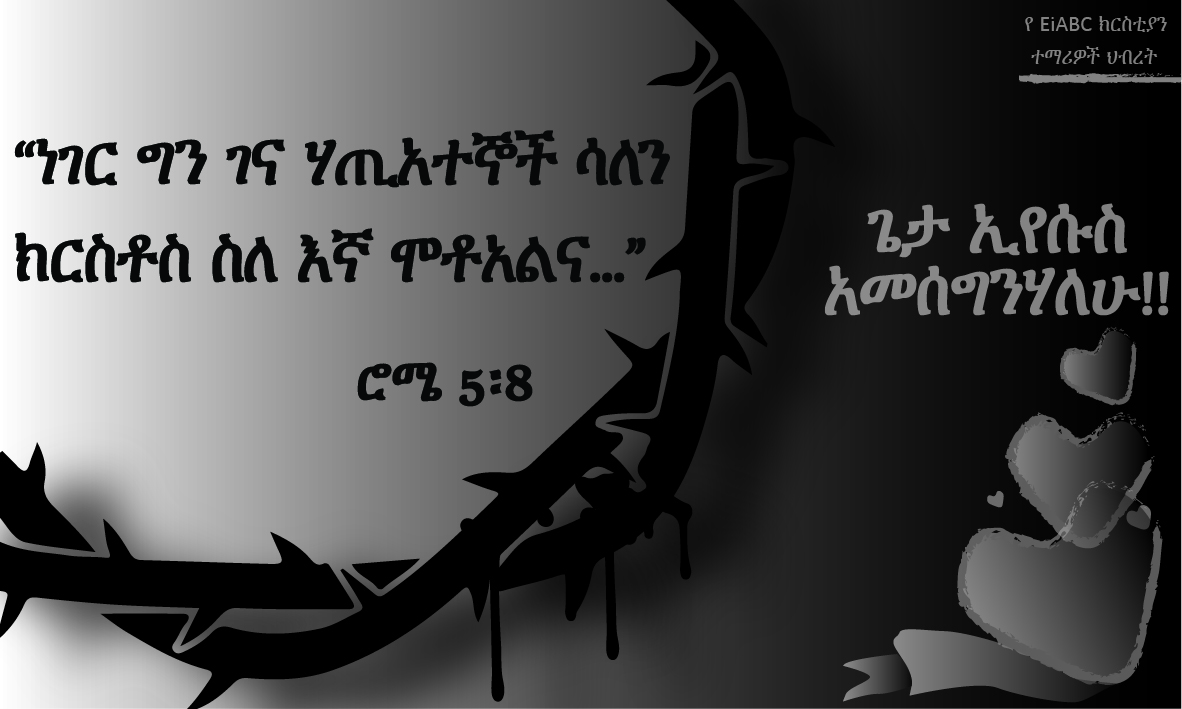 የ EiABC ክርስቲያን
ተማሪዎች ህብረት
“ነገር ግን ገና ሃጢአተኞች ሳለን
ክርስቶስ ስለ እኛ ሞቶአልና...”
ሮሜ 5፡8
ጌታ ኢየሱስ
አመሰግንሃለሁ!!